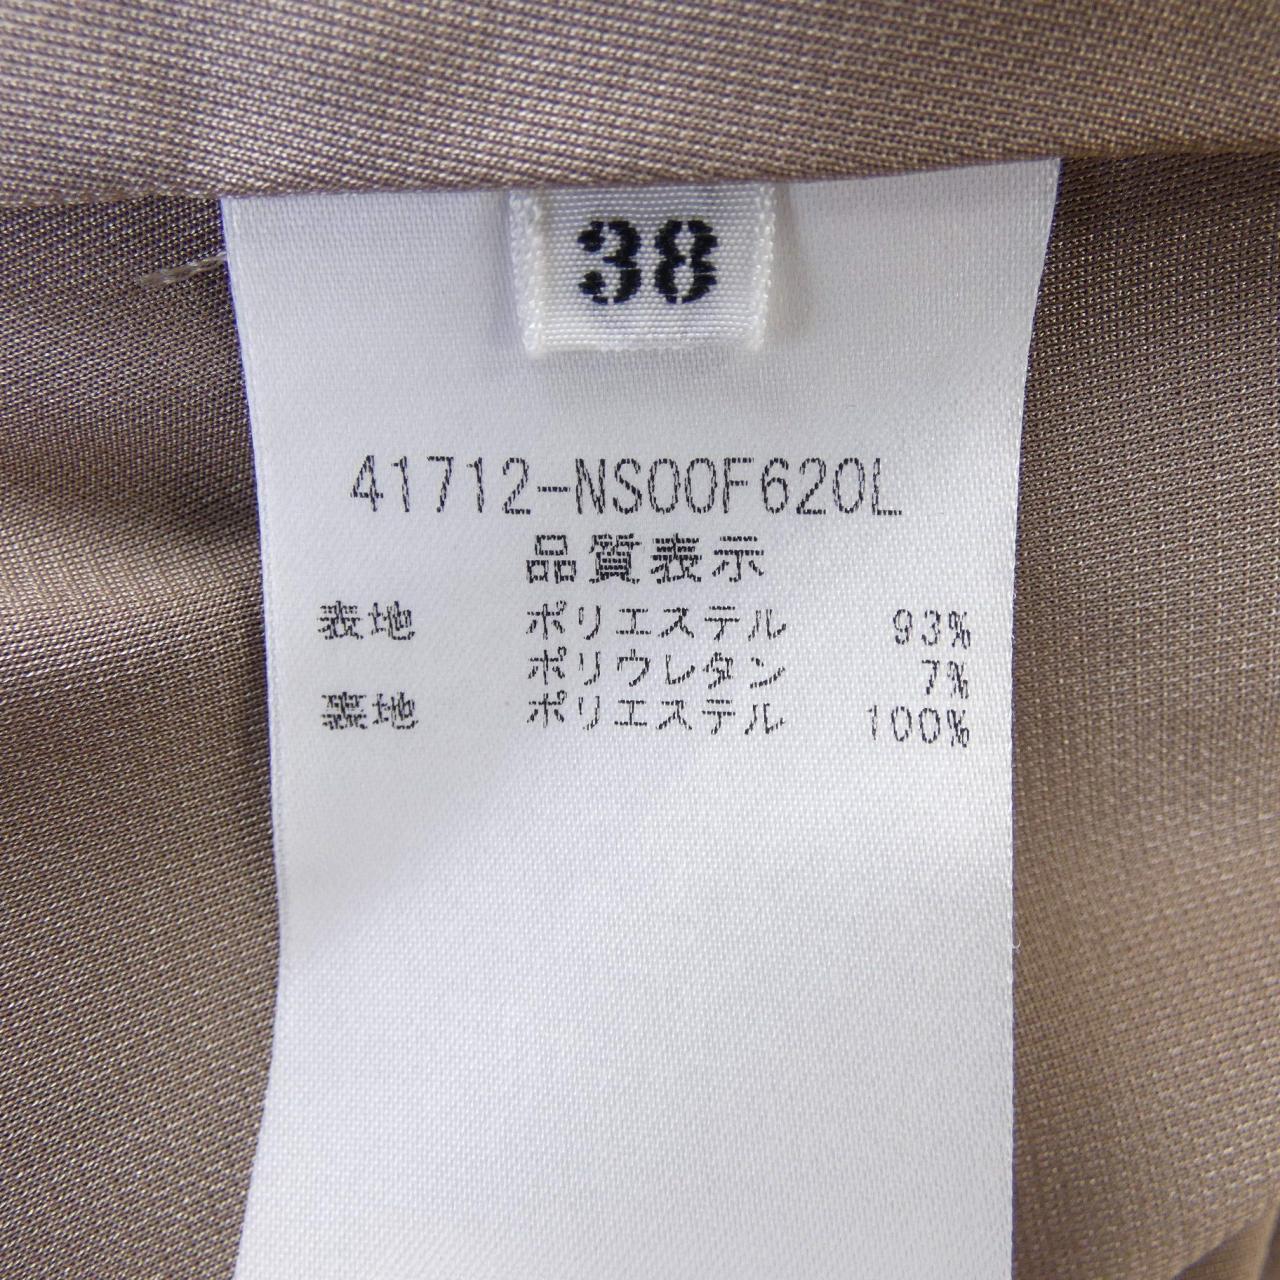 38
41712-NS00F620L
品質表示
表地 ポリエステル 93%
ポリウレタン 7%
裏地 ポリエステル 100%